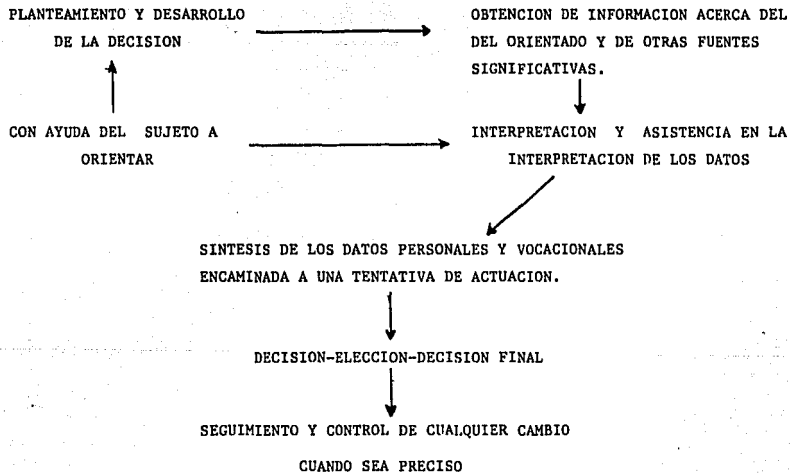 PLANTEAMIENTO Y DESARROLLO
DE LA DECISION
OBTENCION DE INFORMACION ACERCA DEL
DEL ORIENTADO Y DE OTRAS FUENTES
SIGNIFICATIVAS.
CON AYUDA DEL SUJETO A
ORIENTAR
INTERPRETACION Y ASISTENCIA EN LA
INTERPRETACION DE LOS DATOS
SINTESIS DE LOS DATOS PERSONALES Y VOCACIONALES
ENCAMINADA A UNA TENTATIVA DE ACTUACION.
DECISION-ELECCION-DECISION FINAL
SEGUIMIENTO Y CONTROL DE CUALQUIER CAMBIO
CUANDO SEA PRECISO